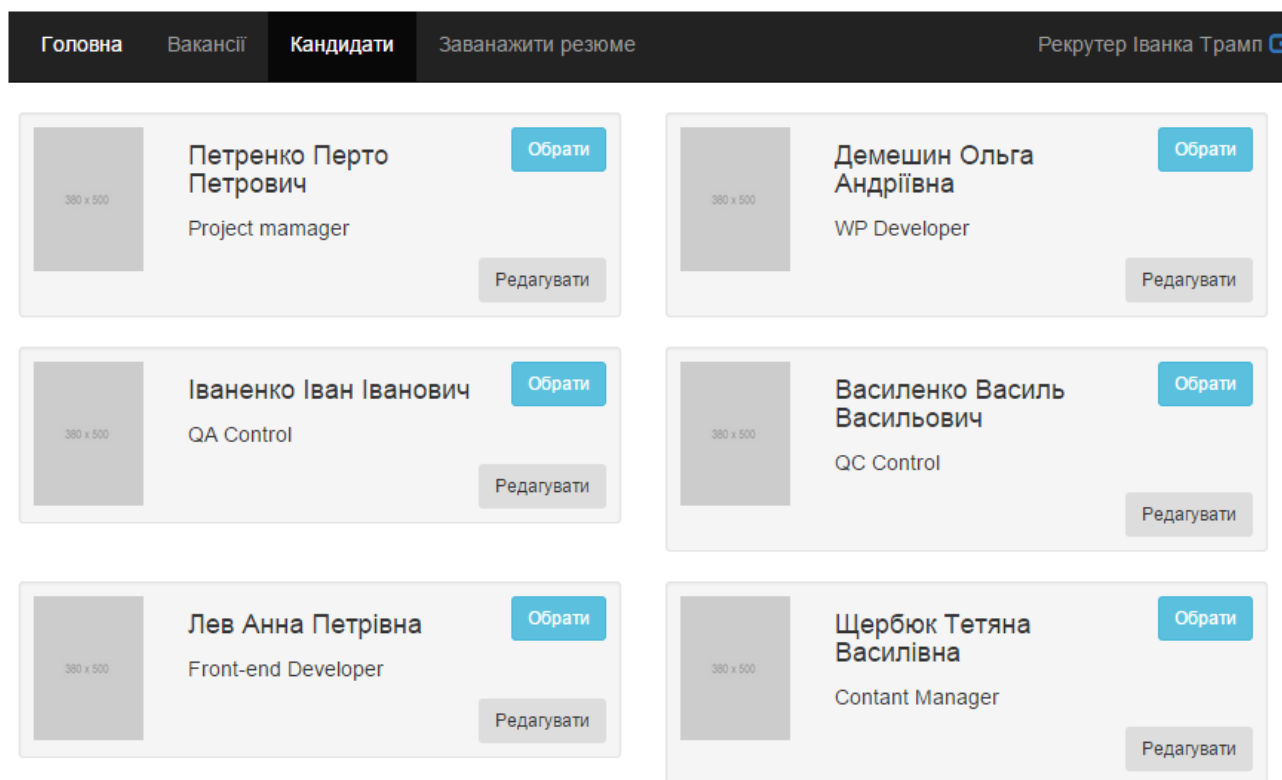 Головна Вакансії Кандидати Заванажити резюме Рекрутер Іванка Трамп
380 x 500
Петренко Перто
Петрович
Project mamager
Обрати
Редагувати
380 x 500
Демешин Ольга
Андріївна
WP Developer
Обрати
Редагувати
380 x 500
Іваненко Іван Іванович
QA Control
Обрати
Редагувати
380 x 500
Василенко Василь
Васильович
QC Control
Обрати
Редагувати
380 x 500
Лев Анна Петрівна
Front-end Developer
Обрати
Редагувати
380 x 500
Щербюк Тетяна
Василівна
Contant Manager
Обрати
Редагувати